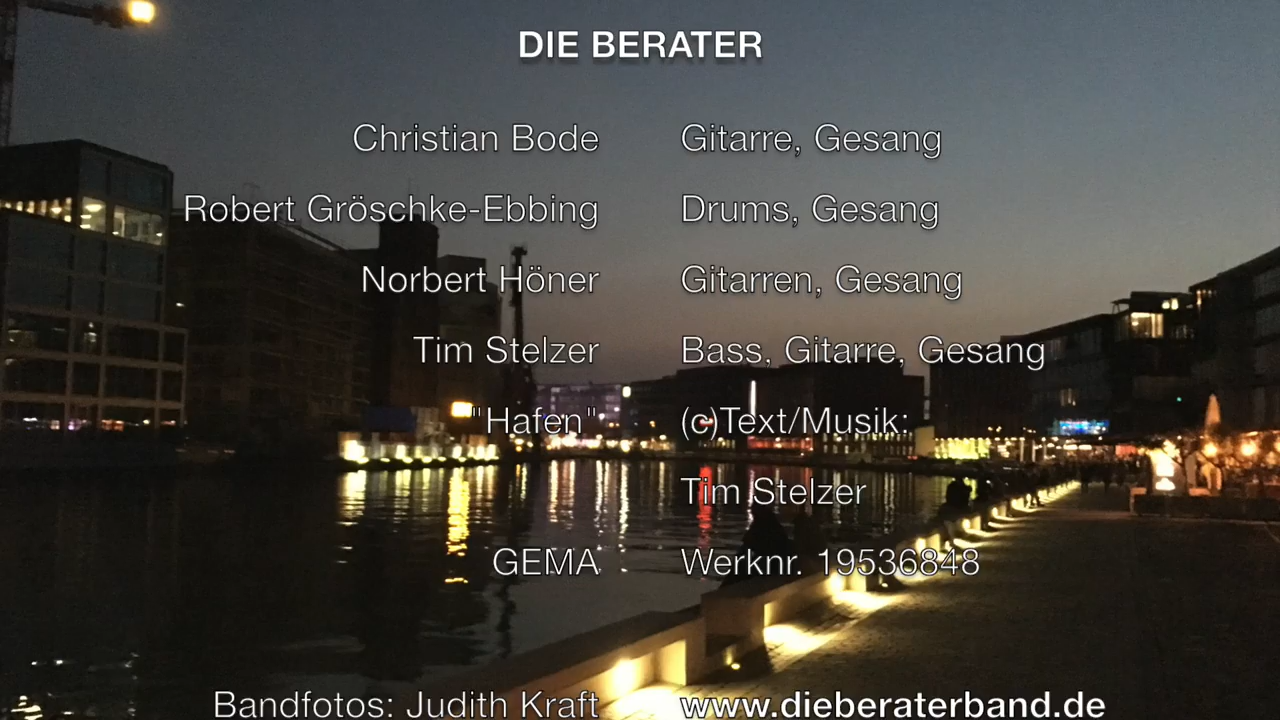 DIE BERATER
Christian Bode Gitarre, Gesang
Robert Gröschke-Ebbing Drums, Gesang
Norbert Höner Gitarren, Gesang
Tim Stelzer Bass, Gitarre, Gesang
"Hafen" (c)Text/Musik:
Tim Stelzer
GEMA Werknr. 19536848
Bandfotos: Judith Kraft www.dieberaterband.de